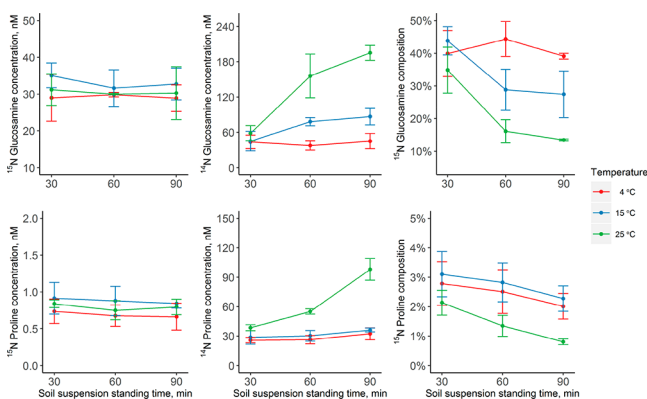 ¹⁵N Glucosamine concentration, nM
50
40
30
20
10
30 60 90
¹⁴N Glucosamine concentration, nM
240
180
120
60
0
30 60 90
¹⁵N Glucosamine composition
50%
40%
30%
20%
10%
30 60 90
Temperature
4 °C
15 °C
25 °C
¹⁵N Proline concentration, nM
2.0
1.5
1.0
0.5
0.0
30 60 90
Soil suspension standing time, min
¹⁴N Proline concentration, nM
150
120
90
60
30
0
30 60 90
Soil suspension standing time, min
¹⁵N Proline composition
5%
4%
3%
2%
1%
0%
30 60 90
Soil suspension standing time, min